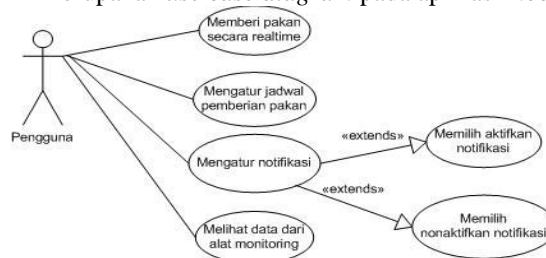 Memberi pakan
secara realtime
Mengatur jadwal
pemberian pakan
Pengguna
Mengatur notifikasi
«extends»
Memilih aktifkan
notifikasi
«extends»
Memilih
nonaktifkan notifikasi
Melihat data dari
alat monitoring